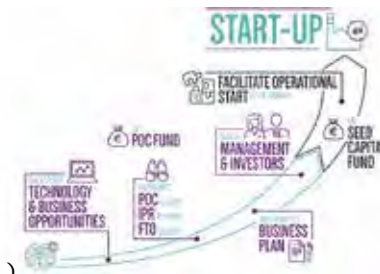 START-UP
FACILITATE OPERATIONAL
START
POC FUND
MANAGEMENT
& INVESTORS
SEED
CAPITAL
FUND
TECHNOLOGY
& BUSINESS
OPPORTUNITIES
POC
IPR
FTO
BUSINESS
PLAN
)